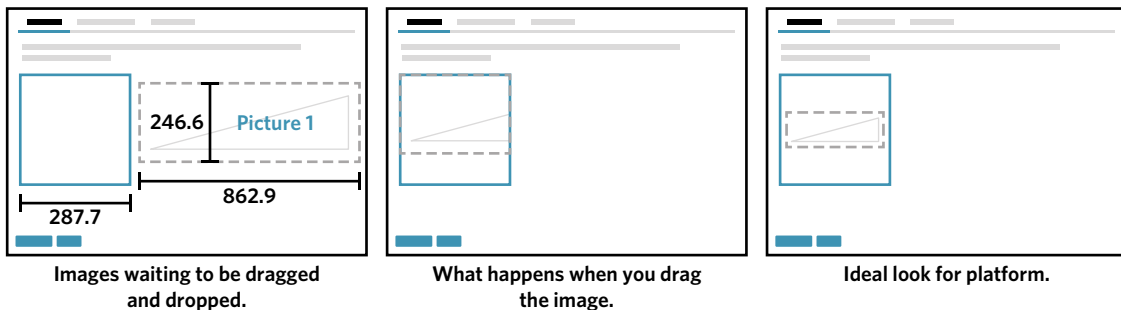 246.6
Picture 1
862.9
287.7
Images waiting to be dragged
and dropped.
What happens when you drag
the image.
Ideal look for platform.